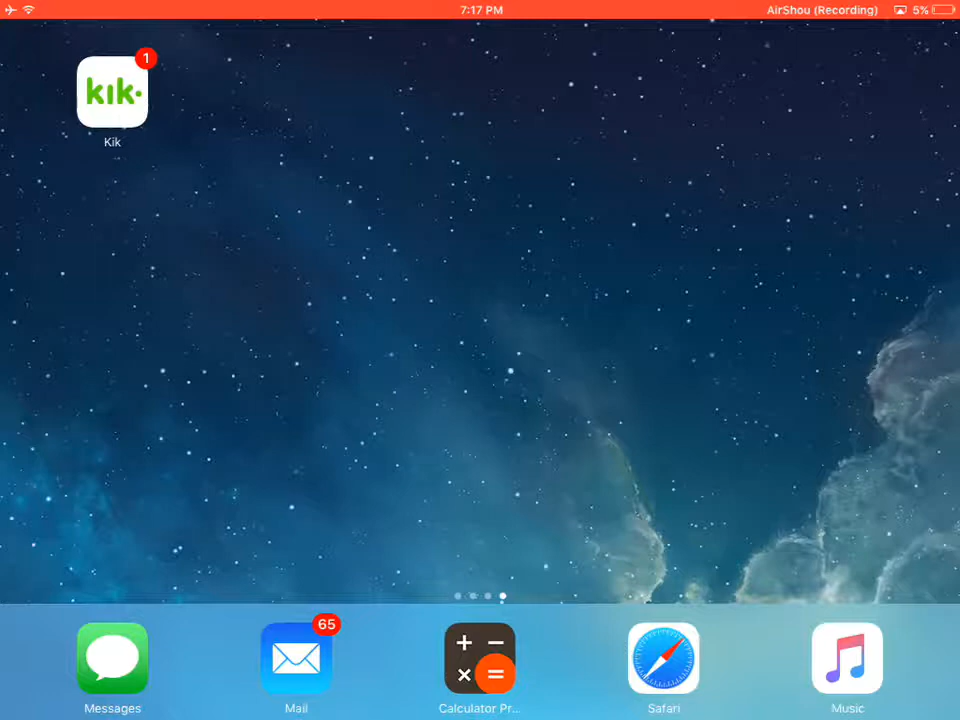 7:17 PM
AirShou (Recording)
5%
1
kik.
Kik
65
Messages
Mail
Calculator Pr...
Safari
Music